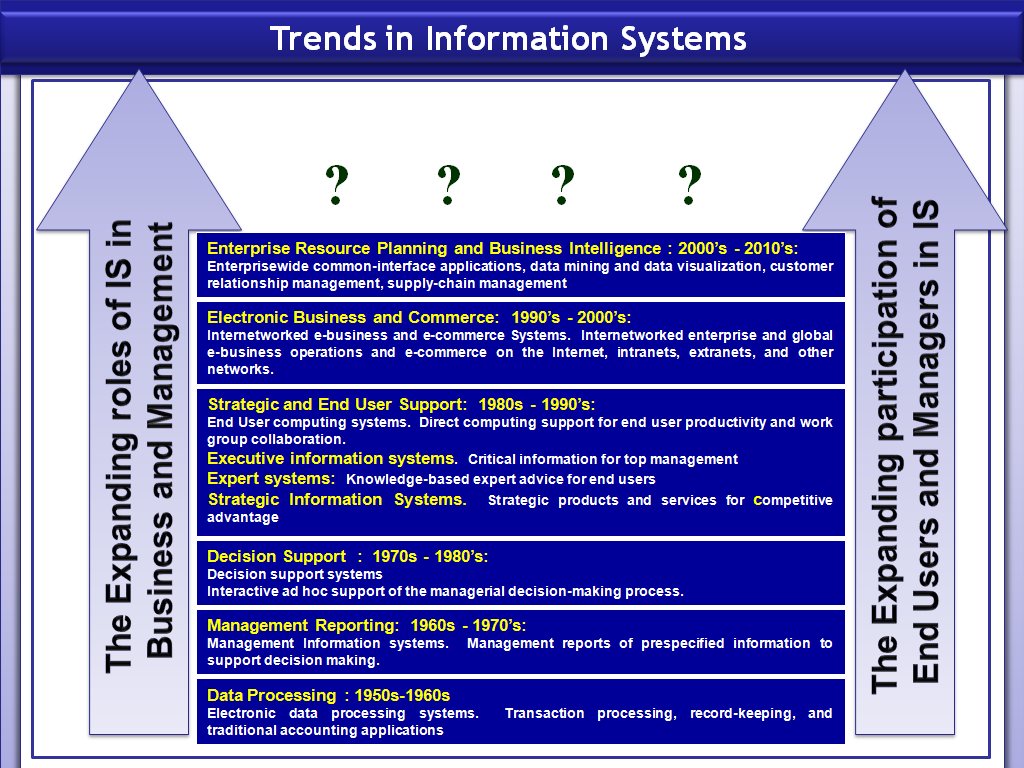 Trends in Information Systems
The Expanding roles of IS in
Business and Management
? ? ? ?
Enterprise Resource Planning and Business Intelligence : 2000’s - 2010’s:
Enterprisewide common-interface applications, data mining and data visualization, customer
relationship management, supply-chain management
Electronic Business and Commerce: 1990’s - 2000’s:
Internetworked e-business and e-commerce Systems. Internetworked enterprise and global
e-business operations and e-commerce on the Internet, intranets, extranets, and other
networks.
Strategic and End User Support: 1980s - 1990’s:
End User computing systems. Direct computing support for end user productivity and work
group collaboration.
Executive information systems. Critical information for top management
Expert systems: Knowledge-based expert advice for end users
Strategic Information Systems. Strategic products and services for Competitive
advantage
Decision Support : 1970s - 1980’s:
Decision support systems
Interactive ad hoc support of the managerial decision-making process.
Management Reporting: 1960s - 1970’s:
Management Information systems. Management reports of prespecified information to
support decision making.
Data Processing : 1950s-1960s
Electronic data processing systems. Transaction processing, record-keeping, and
traditional accounting applications
The Expanding participation of
End Users and Managers in IS